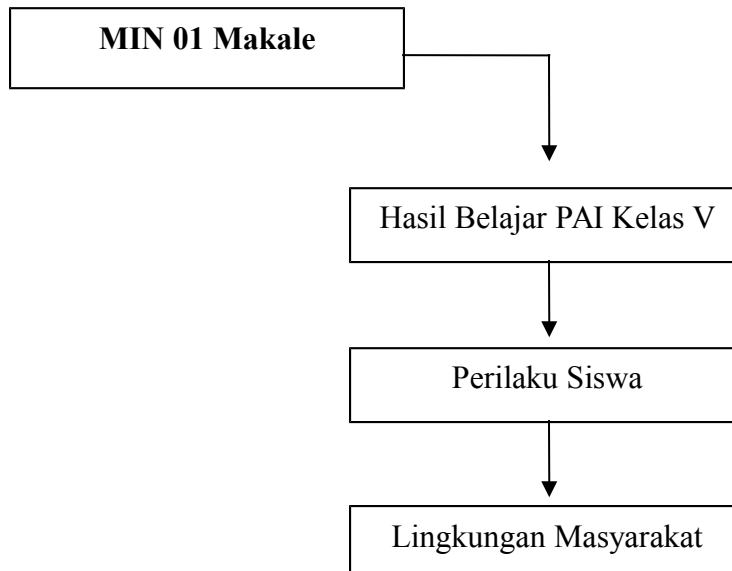 MIN 01 Makale
Hasil Belajar PAI Kelas V
Perilaku Siswa
Lingkungan Masyarakat